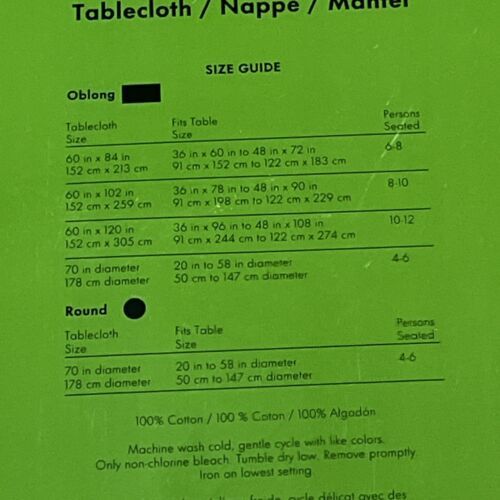 Tablecloth / Nappe / Mantel
SIZE GUIDE
Oblong
Tablecloth Size Fits Table Size Persons Seated
60 in x 84 in 36 in x 60 in to 48 in x 72 in 6-8
152 cm x 213 cm 91 cm x 152 cm to 122 cm x 183 cm
60 in x 102 in 36 in x 78 in to 48 in x 90 in 8-10
152 cm x 259 cm 91 cm x 198 cm to 122 cm x 229 cm
60 in x 120 in 36 in x 96 in to 48 in x 108 in 10-12
152 cm x 305 cm 91 cm x 244 cm to 122 cm x 274 cm
70 in diameter 20 in to 58 in diameter 4-6
178 cm diameter 50 cm to 147 cm diameter
Round
Tablecloth Size Fits Table Size Persons Seated
70 in diameter 20 in to 58 in diameter 4-6
178 cm diameter 50 cm to 147 cm diameter
100% Cotton / 100 % Coton / 100% Algodón
Machine wash cold, gentle cycle with like colors.
Only non-chlorine bleach. Tumble dry low. Remove promptly.
Iron on lowest setting.
cycle délicat avec des